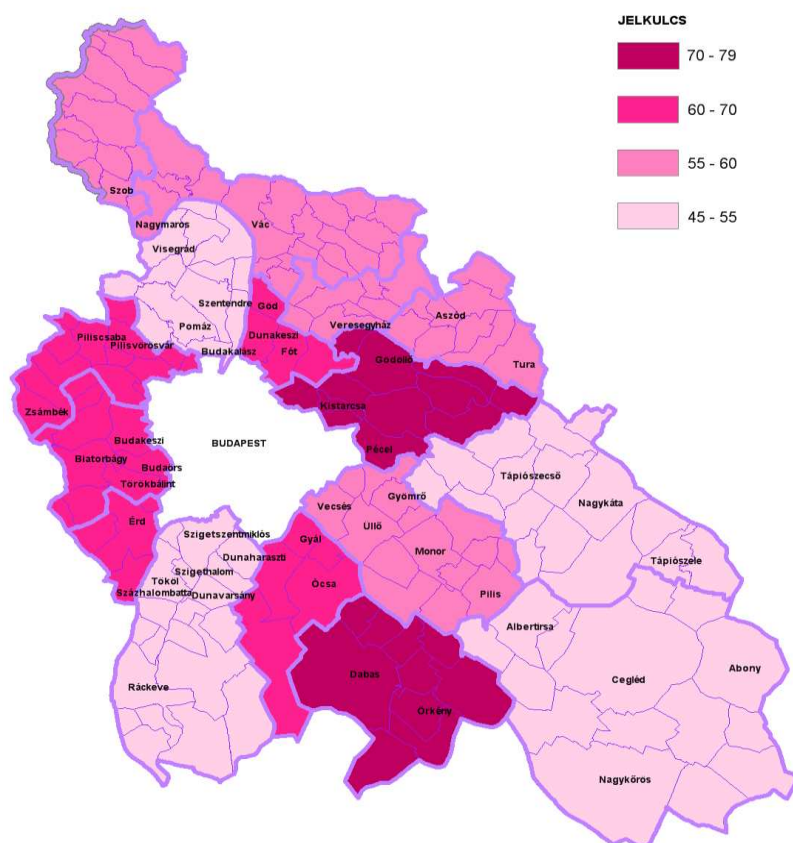 JELKULCS
70 - 79
60 - 70
55 - 60
45 - 55
Szob
Nagymaros
Vác
Visegrád
Szentendre
God
Aszód
Pomáz
Veresegyház
Piliscsaba
Dunakeszi
Pilisvörösvár
Budakalász
Fót
Gödöllő
Tura
Zsámbék
Kistarcsa
Budakeszi
BUDAPEST
Pécel
Biatorbágy
Budaörs
Törökbálint
Tápiószecső
Gyömrő
Vecsés
Nagykáta
Érd
Üllő
Szigetszentmiklós
Gyál
Dunaharaszti
Monor
Tápiószele
Szigethalom
Tököl
Ócsa
Százhalombatta
Dunavarsány
Pilis
Albertirsa
Abony
Dabas
Cegléd
Ráckeve
Örkény
Nagykőrös